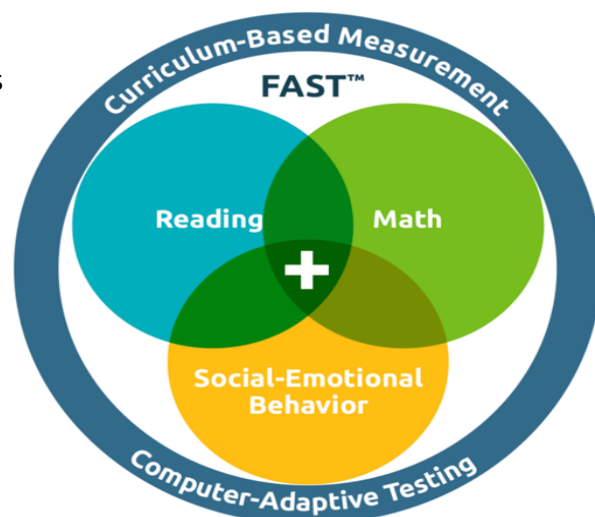 s
Curriculum-Based Measurement
FAST™
Reading
Math
+
Social-Emotional
Behavior
Computer-Adaptive Testing